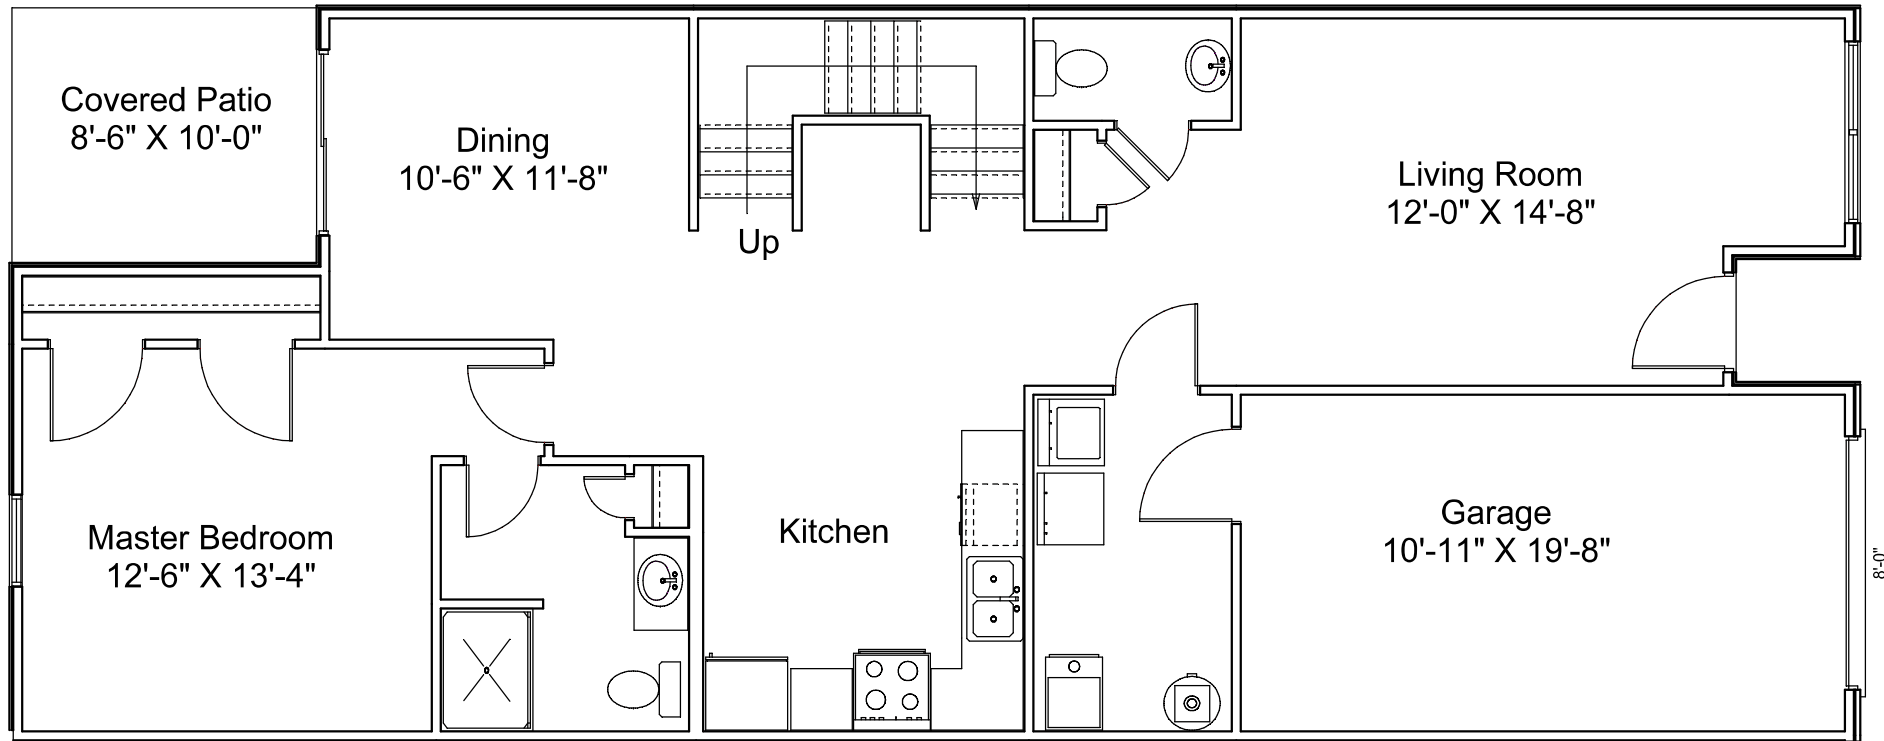 Covered Patio
8'-6" X 10'-0"
Dining
10'-6" X 11'-8"
Up
Living Room
12'-0" X 14'-8"
Master Bedroom
12'-6" X 13'-4"
Kitchen
Garage
10'-11" X 19'-8"
8'-0"